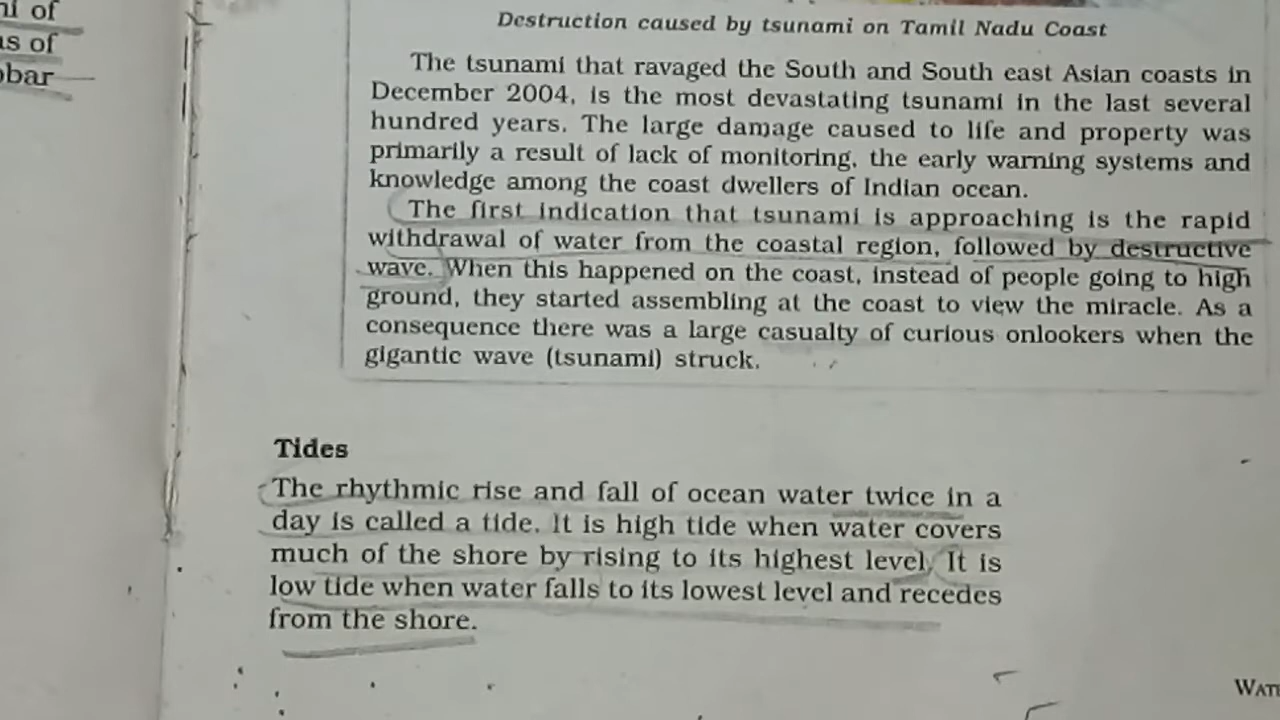 Destruction caused by tsunami on Tamil Nadu Coast
The tsunami that ravaged the South and South east Asian coasts in
December 2004, is the most devastating tsunami in the last several
hundred years. The large damage caused to life and property was
primarily a result of lack of monitoring, the early warning systems and
knowledge among the coast dwellers of Indian ocean.
The first indication that tsunami is approaching is the rapid
withdrawal of water from the coastal region, followed by destructive
wave. When this happened on the coast, instead of people going to high
ground, they started assembling at the coast to view the miracle. As a
consequence there was a large casualty of curious onlookers when the
gigantic wave (tsunami) struck.
Tides
The rhythmic rise and fall of ocean water twice in a
day is called a tide. It is high tide when water covers
much of the shore by rising to its highest level. It is
low tide when water falls to its lowest level and recedes
from the shore.